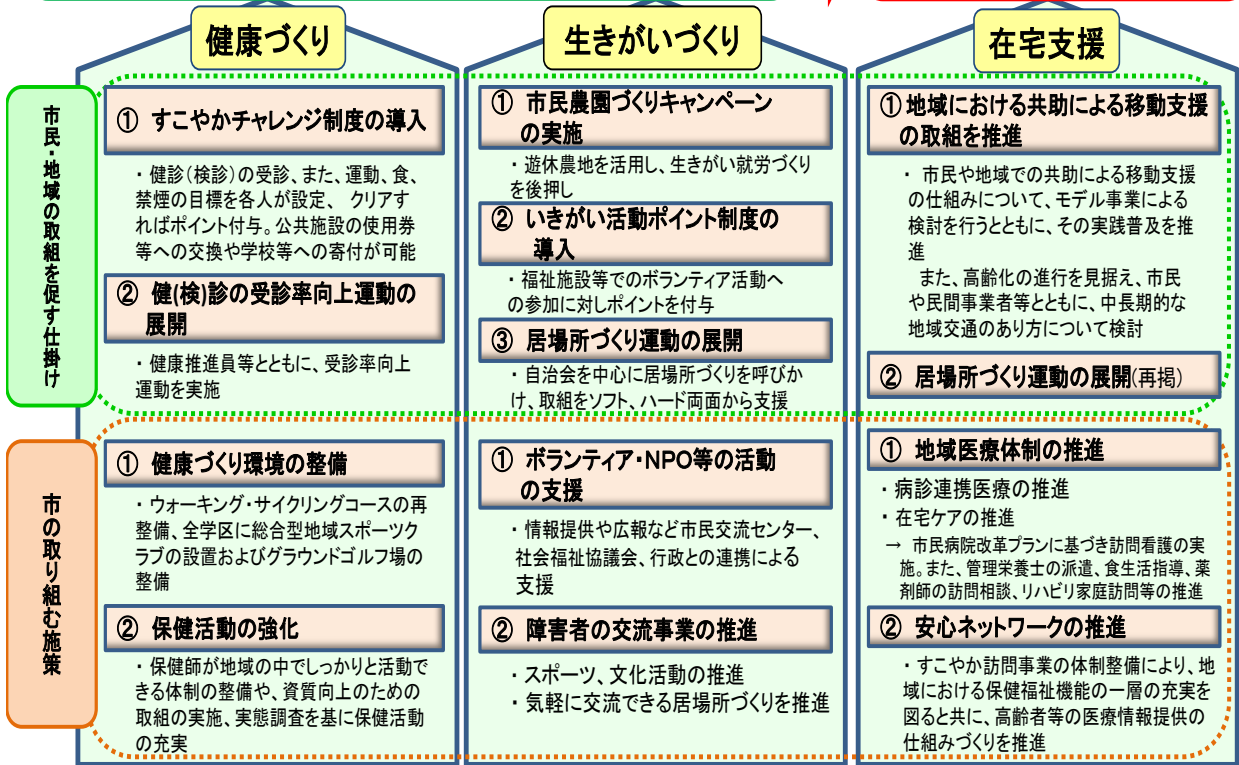 健康づくり
生きがいづくり
在宅支援
市民・地域の取組を促す仕掛け
① すこやかチャレンジ制度の導入
・健診(検診)の受診、また、運動、食、
禁煙の目標を各人が設定、 クリアす
ればポイント付与。公共施設の使用券
等への交換や学校等への寄付が可能
② 健(検)診の受診率向上運動の
展開
・健康推進員等とともに、受診率向上
運動を実施
① 市民農園づくりキャンペーン
の実施
・遊休農地を活用し、生きがい就労づくり
を後押し
② いきがい活動ポイント制度の
導入
・福祉施設等でのボランティア活動へ
の参加に対しポイントを付与
③ 居場所づくり運動の展開
・自治会を中心に居場所づくりを呼びか
け、取組をソフト、ハード両面から支援
①地域における共助による移動支援
の取組を推進
・市民や地域での共助による移動支援
の仕組みについて、モデル事業による
検討を行うとともに、その実践普及を推
進
また、高齢化の進行を見据え、市民
や民間事業者等とともに、中長期的な
地域交通のあり方について検討
② 居場所づくり運動の展開(再掲)
市の取り組む施策
① 健康づくり環境の整備
・ウォーキング・サイクリングコースの再
整備、全学区に総合型地域スポーツク
ラブの設置およびグラウンドゴルフ場の
整備
② 保健活動の強化
・保健師が地域の中でしっかりと活動で
きる体制の整備や、資質向上のための
取組の実施、実態調査を基に保健活動
の充実
① ボランティア・NPO等の活動
の支援
・情報提供や広報など市民交流センター、
社会福祉協議会、行政との連携による
支援
② 障害者の交流事業の推進
・スポーツ、文化活動の推進
・気軽に交流できる居場所づくりを推進
① 地域医療体制の推進
・病診連携医療の推進
・在宅ケアの推進
→ 市民病院改革プランに基づき訪問看護の実
施。また、管理栄養士の派遣、食生活指導、薬
剤師の訪問相談、リハビリ家庭訪問等の推進
② 安心ネットワークの推進
・すこやか訪問事業の体制整備により、地
域における保健福祉機能の一層の充実を
図ると共に、高齢者等の医療情報提供の
仕組みづくりを推進